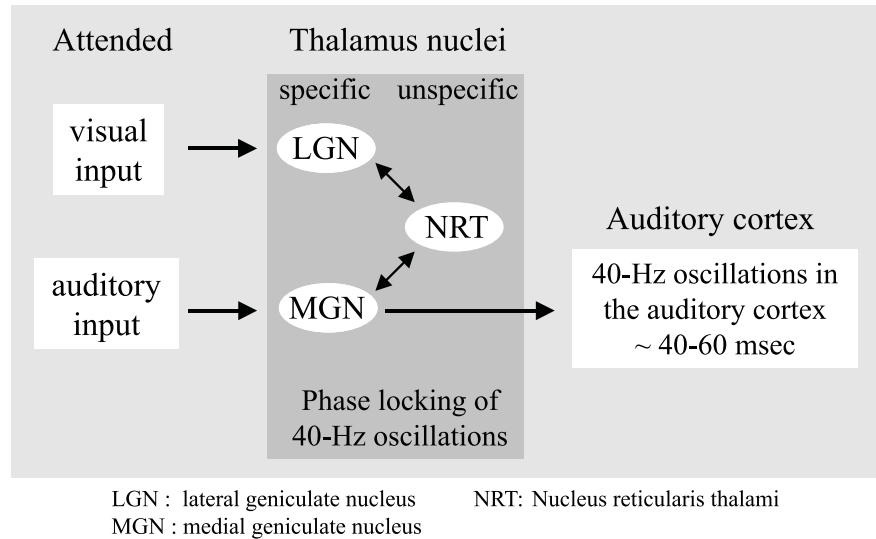 Attended
Thalamus nuclei
specific
unspecific
visual
input
LGN
NRT
auditory
input
MGN
Auditory cortex
40-Hz oscillations in
the auditory cortex
~ 40-60 msec
Phase locking of
40-Hz oscillations
LGN : lateral geniculate nucleus
NRT: Nucleus reticularis thalami
MGN : medial geniculate nucleus